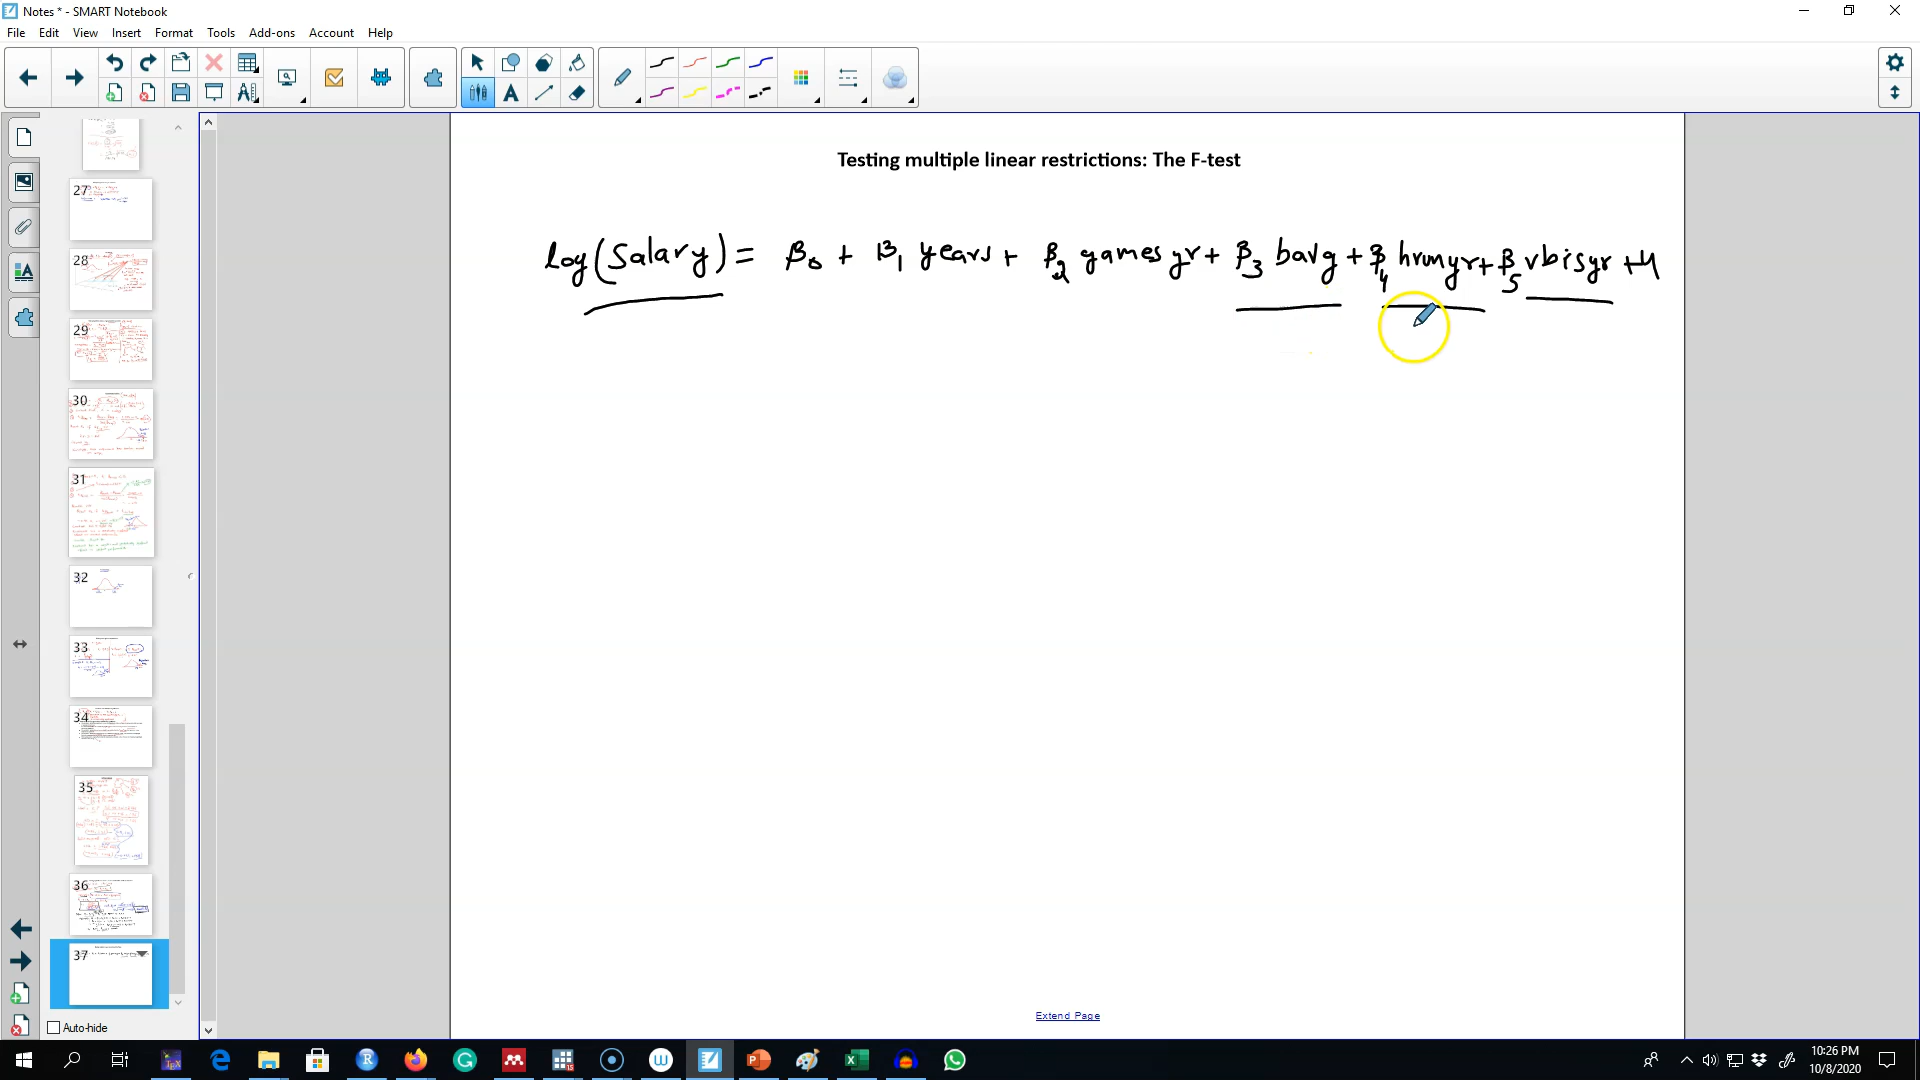 Notes * - SMART Notebook
File Edit View Insert Format Tools Add-ons Account Help
Testing multiple linear restrictions: The F-test
log(Salary) = β0 + β1 years + β2 gamesyr + β3 bavg + β4 hrunyr + β5 rbisyr + u
27
28
29
30
31
32
33
34
35
36
37
Extend Page
Auto-hide
10:26 PM
10/8/2020